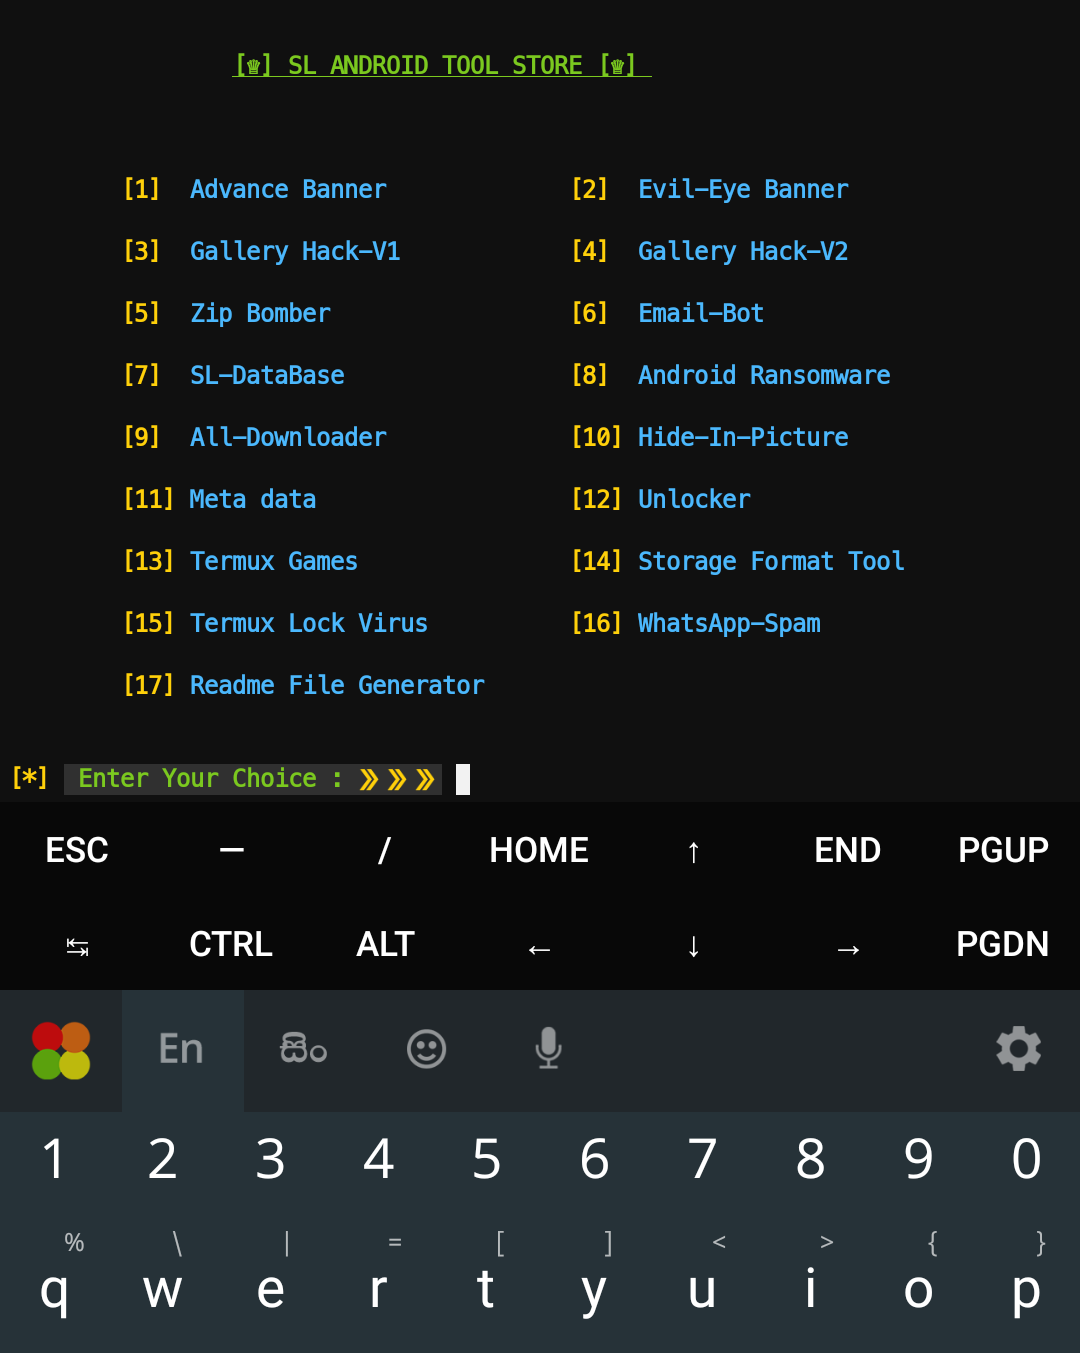 [♛] SL ANDROID TOOL STORE [♛]
[1] Advance Banner [2] Evil-Eye Banner
[3] Gallery Hack-V1 [4] Gallery Hack-V2
[5] Zip Bomber [6] Email-Bot
[7] SL-DataBase [8] Android Ransomware
[9] All-Downloader [10] Hide-In-Picture
[11] Meta data [12] Unlocker
[13] Termux Games [14] Storage Format Tool
[15] Termux Lock Virus [16] WhatsApp-Spam
[17] Readme File Generator
[*] Enter Your Choice : ❯❯ ❯❯ ❯❯
ESC — / HOME ↑ END PGUP
↹ CTRL ALT ← ↓ → PGDN
En සිං
1 2 3 4 5 6 7 8 9 0
% \ | = [ ] < > { }
q w e r t y u i o p